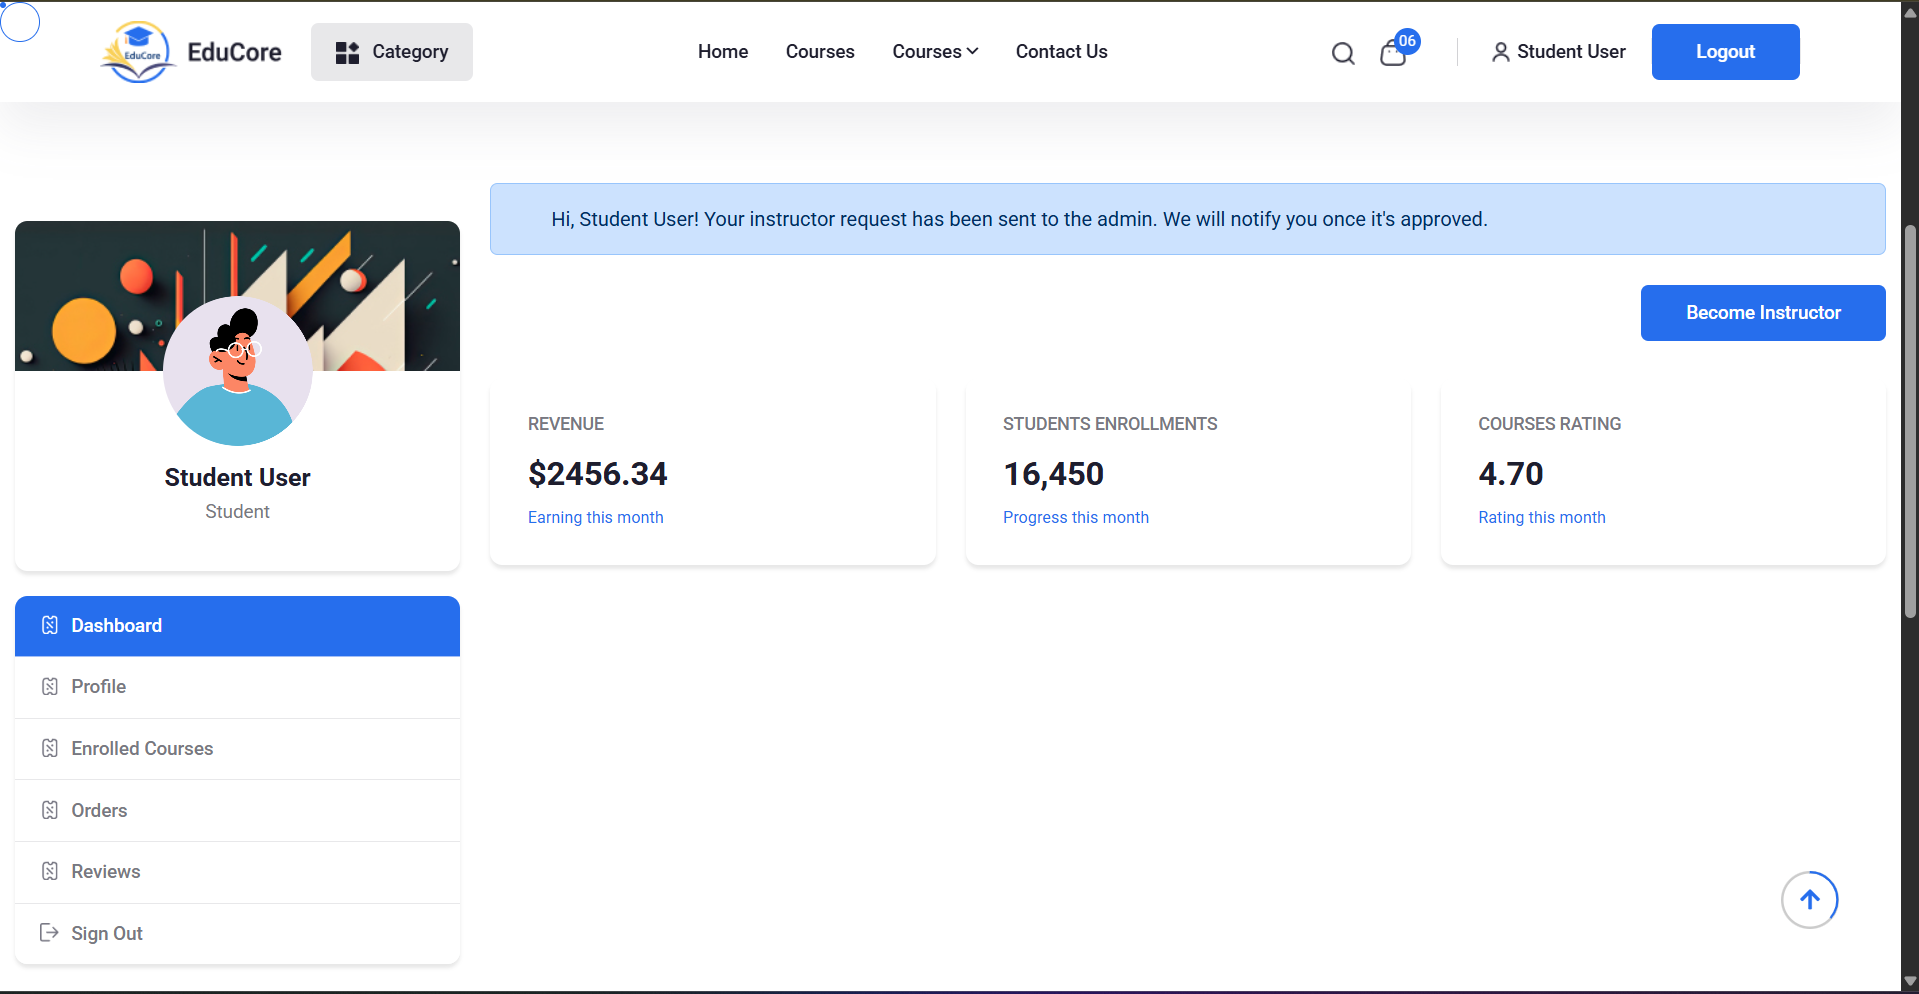 EduCore
EduCore
Category
Home
Courses
Courses
Contact Us
06
Student User
Logout
Hi, Student User! Your instructor request has been sent to the admin. We will notify you once it's approved.
Become Instructor
Student User
Student
REVENUE
$2456.34
Earning this month
STUDENTS ENROLLMENTS
16,450
Progress this month
COURSES RATING
4.70
Rating this month
Dashboard
Profile
Enrolled Courses
Orders
Reviews
Sign Out